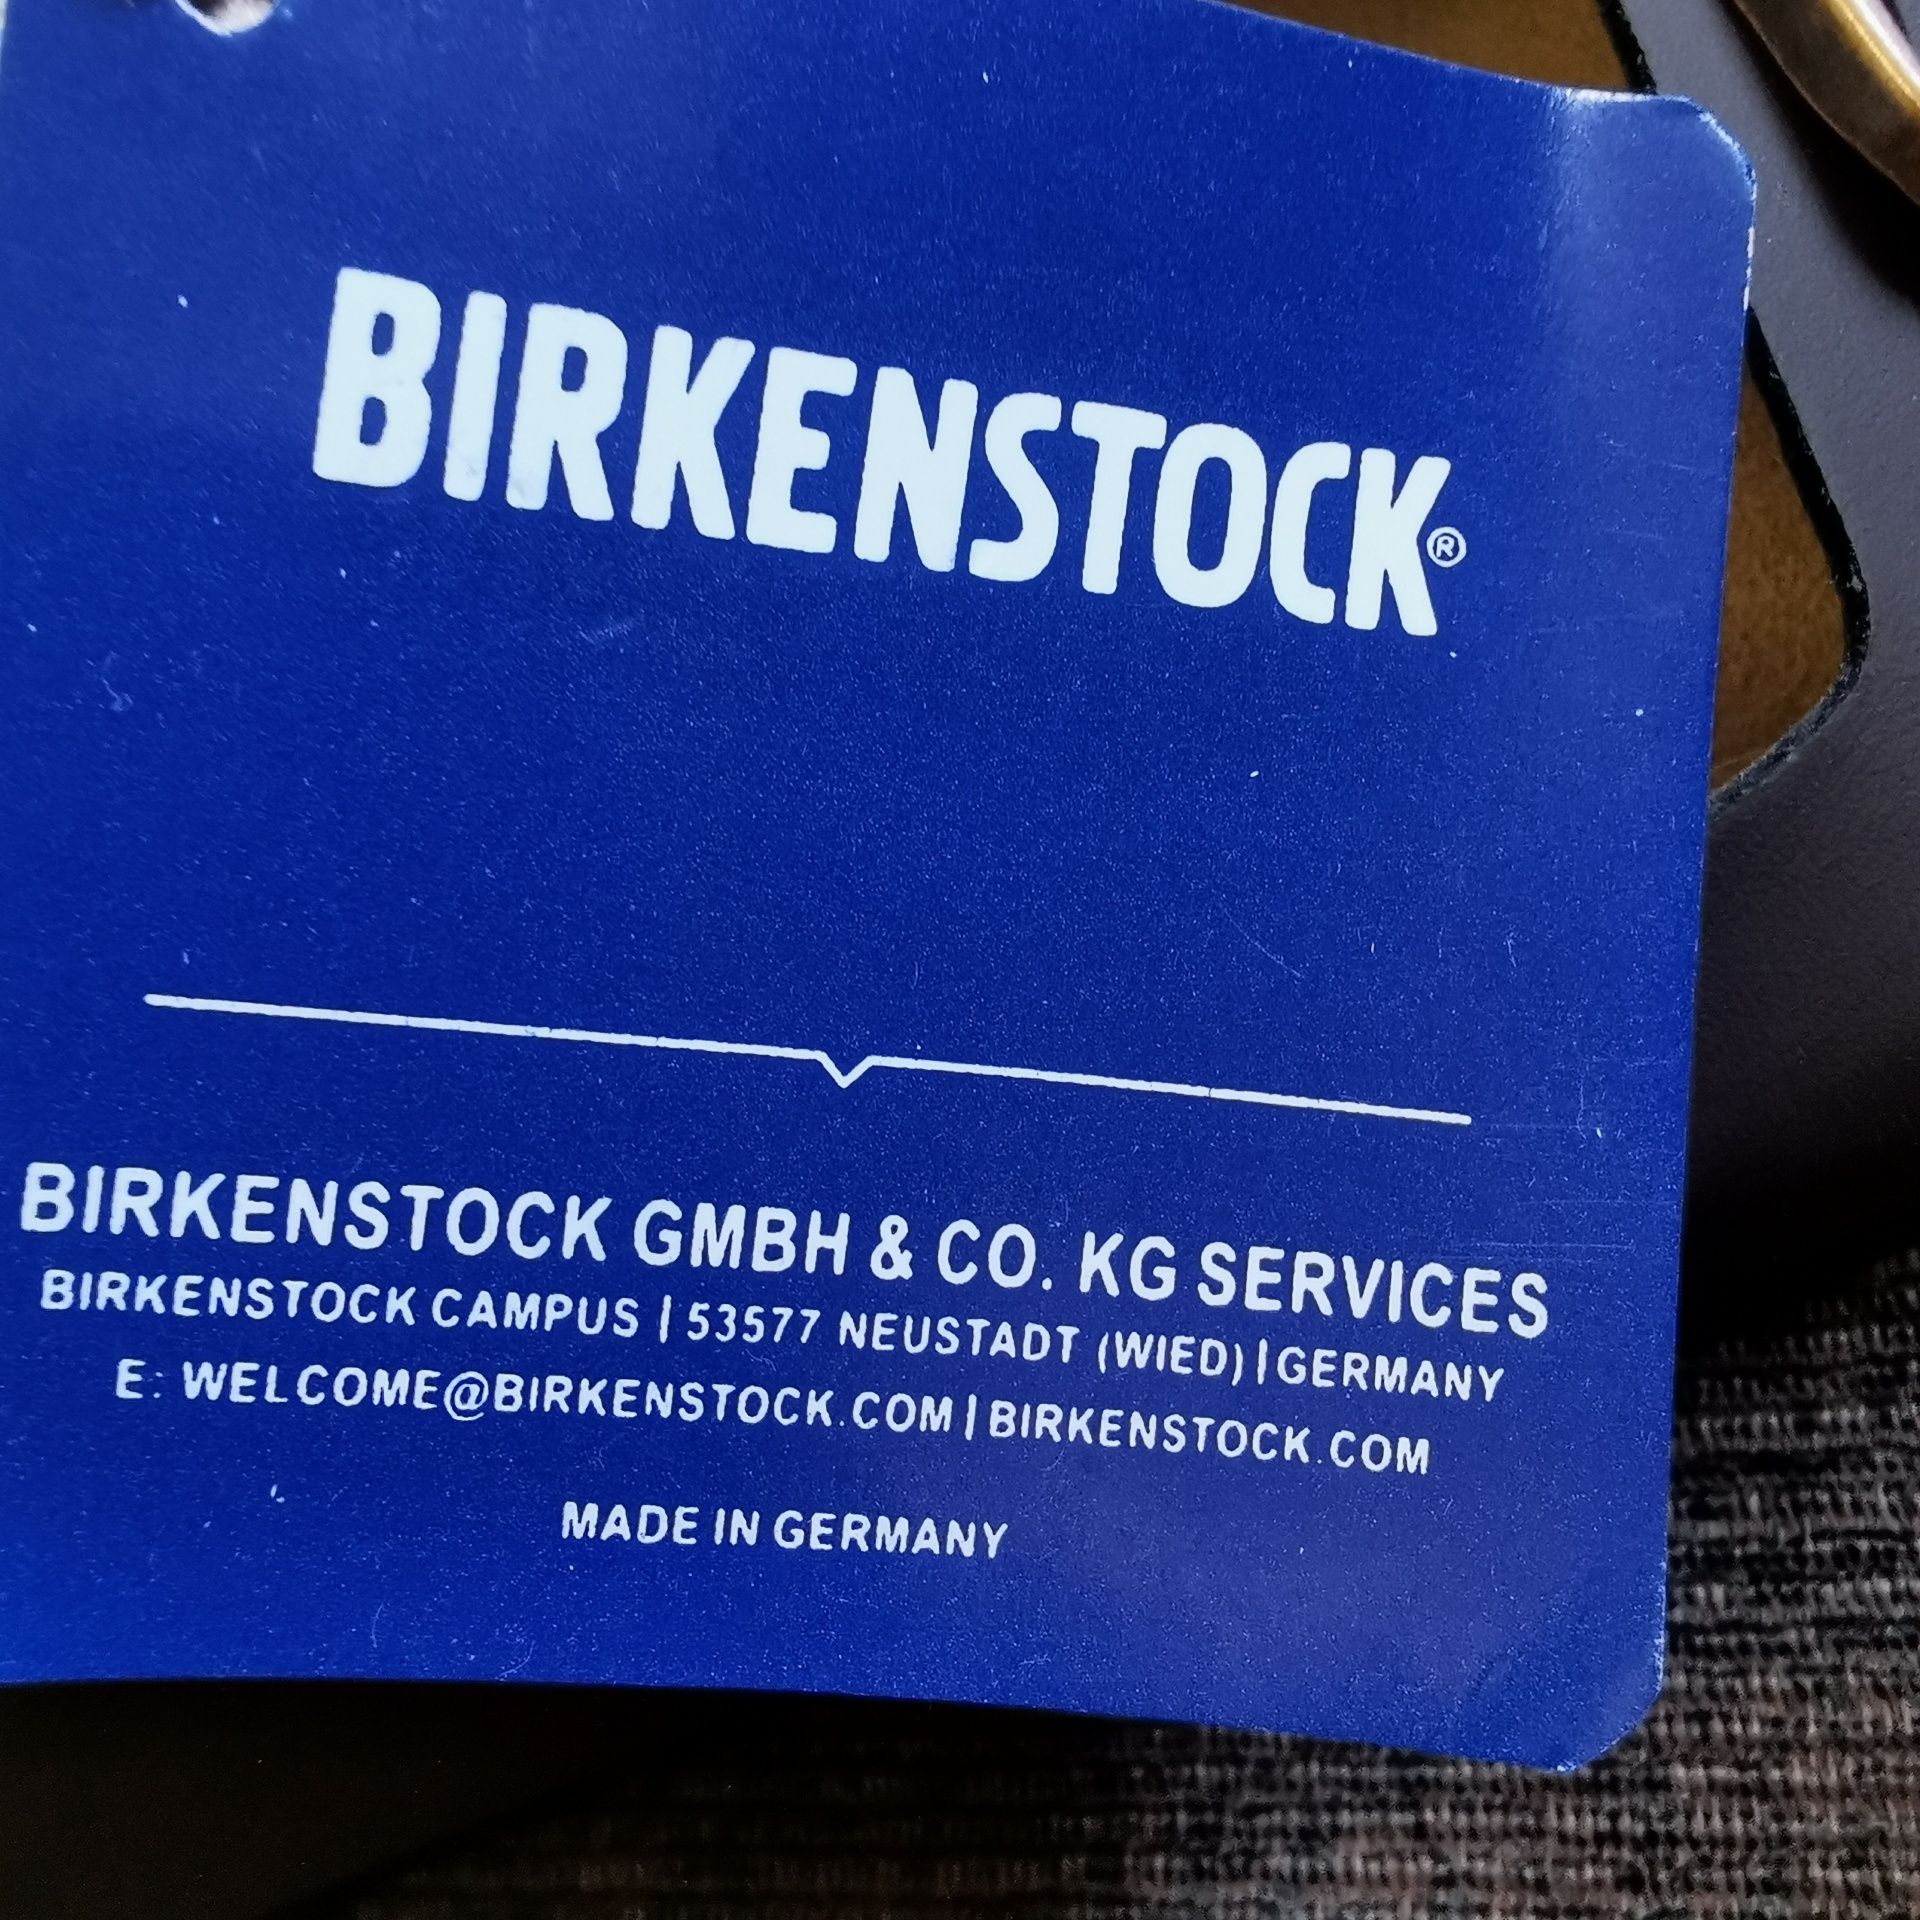 BIRKENSTOCK®
BIRKENSTOCK GMBH & CO. KG SERVICES
BIRKENSTOCK CAMPUS | 53577 NEUSTADT (WIED) | GERMANY
E: WELCOME@BIRKENSTOCK.COM | BIRKENSTOCK.COM
MADE IN GERMANY